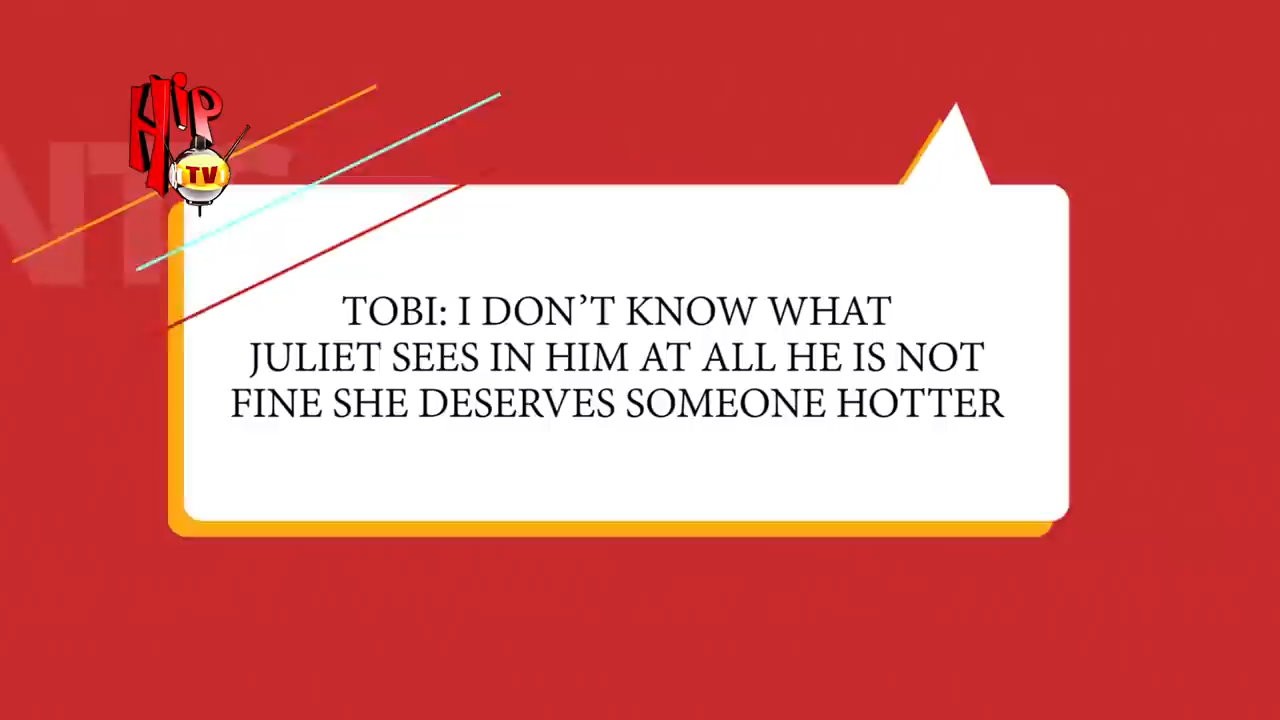 HiP
TV
NTS
TOBI: I DON’T KNOW WHAT
JULIET SEES IN HIM AT ALL HE IS NOT
FINE SHE DESERVES SOMEONE HOTTER